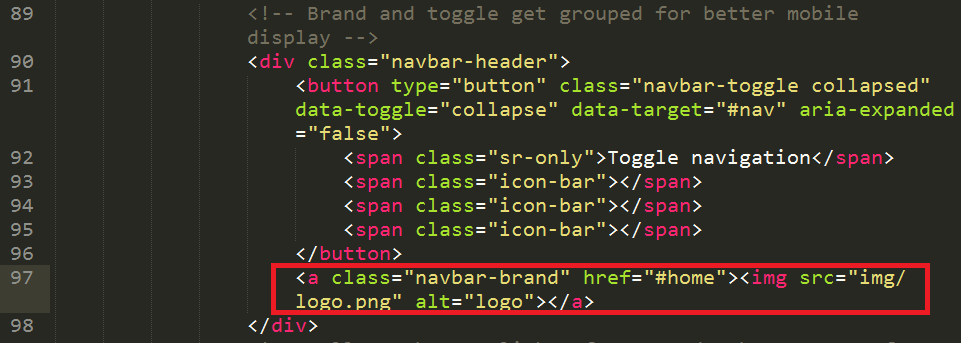 89 <!-- Brand and toggle get grouped for better mobile
display -->
90 <div class="navbar-header">
91 <button type="button" class="navbar-toggle collapsed"
data-toggle="collapse" data-target="#nav" aria-expanded
="false">
92 <span class="sr-only">Toggle navigation</span>
93 <span class="icon-bar"></span>
94 <span class="icon-bar"></span>
95 <span class="icon-bar"></span>
96 </button>
97 <a class="navbar-brand" href="#home"><img src="img/
logo.png" alt="logo"></a>
98 </div>